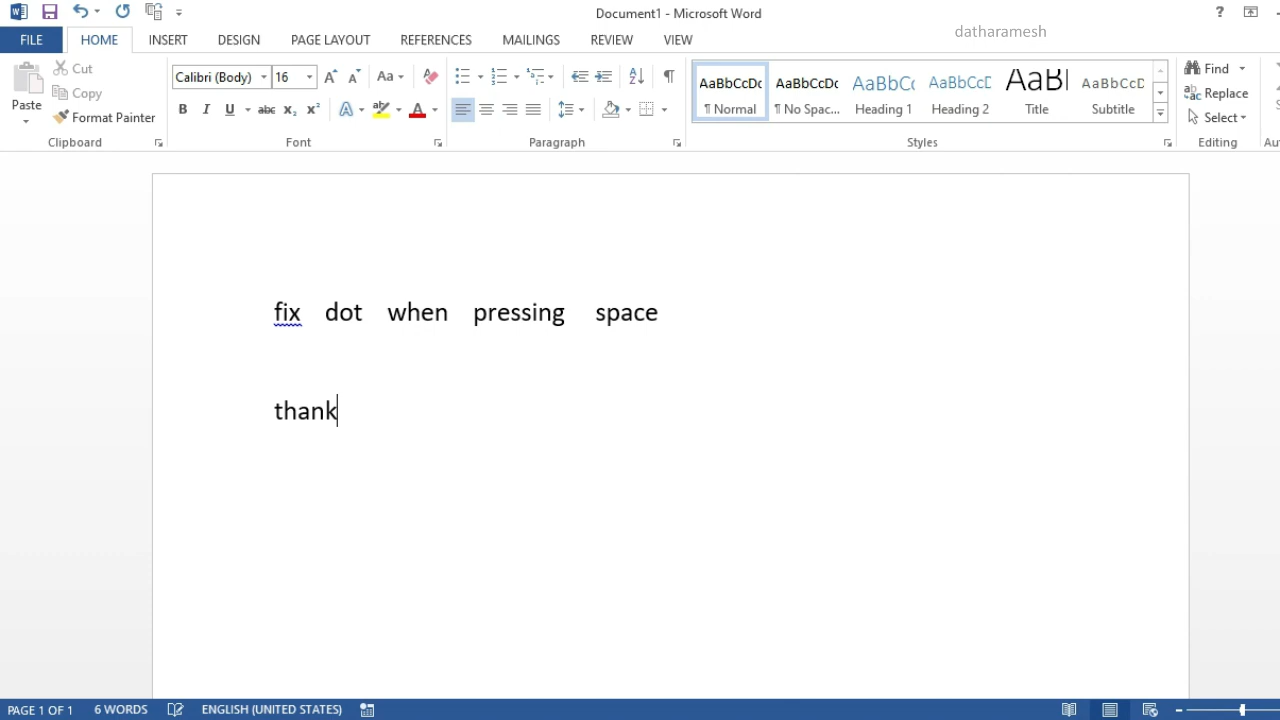 Document1 - Microsoft Word
FILE HOME INSERT DESIGN PAGE LAYOUT REFERENCES MAILINGS REVIEW VIEW
datharamesh
Paste
Cut
Copy
Format Painter
Clipboard
Calibri (Body) 16
Font
Paragraph
AaBbCcDc AaBbCcDc AaBbCc AaBbCcD AaB AaBbCcD
¶ Normal ¶ No Spac... Heading 1 Heading 2 Title Subtitle
Styles
Find
Replace
Select
Editing
fix dot when pressing space
thank
PAGE 1 OF 1 6 WORDS ENGLISH (UNITED STATES)